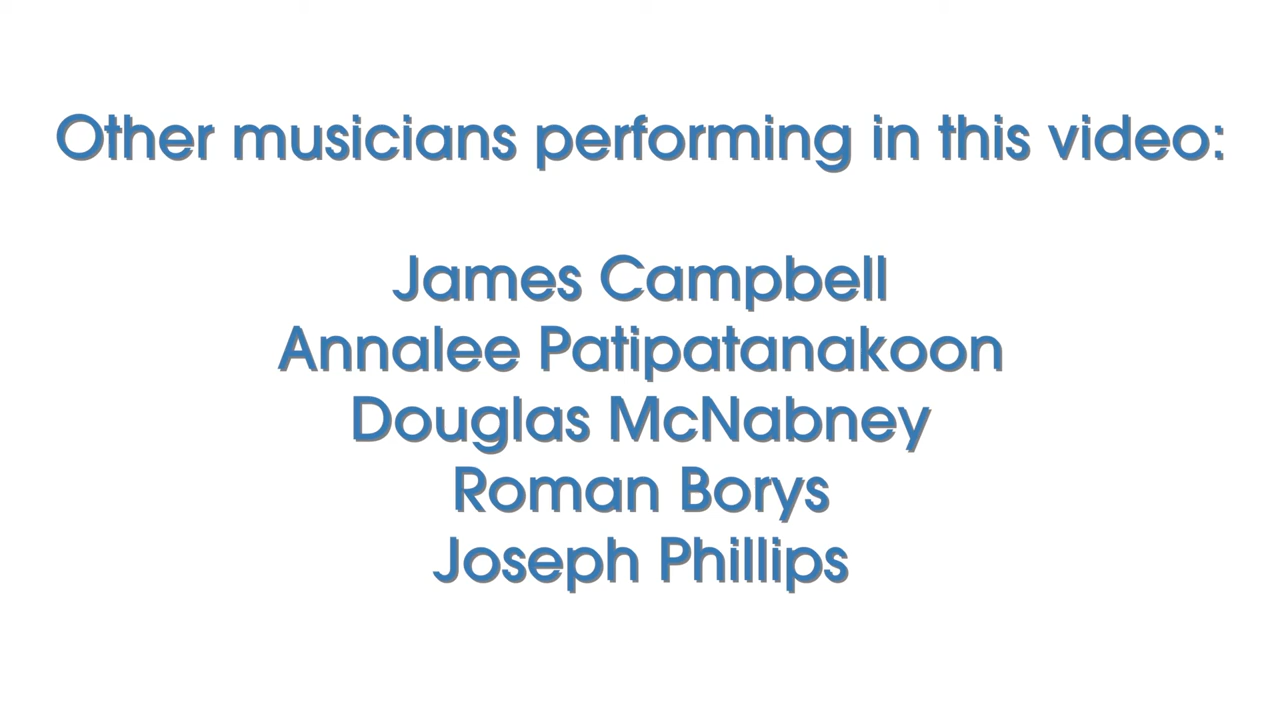 Other musicians performing in this video:
James Campbell
Annalee Patipatanakoon
Douglas McNabney
Roman Borys
Joseph Phillips